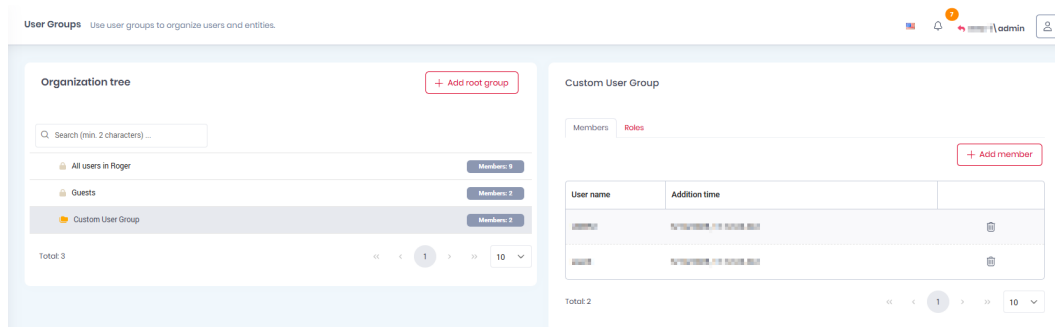 User Groups Use user groups to organize users and entities.
7
\admin
Organization tree
+ Add root group
Search (min. 2 characters) ...
All users in Roger Members: 9
Guests Members: 2
Custom User Group Members: 2
Total: 3 << < 1 > >> 10
Custom User Group
Members Roles
+ Add member
User name Addition time
Total: 2 << < 1 > >> 10